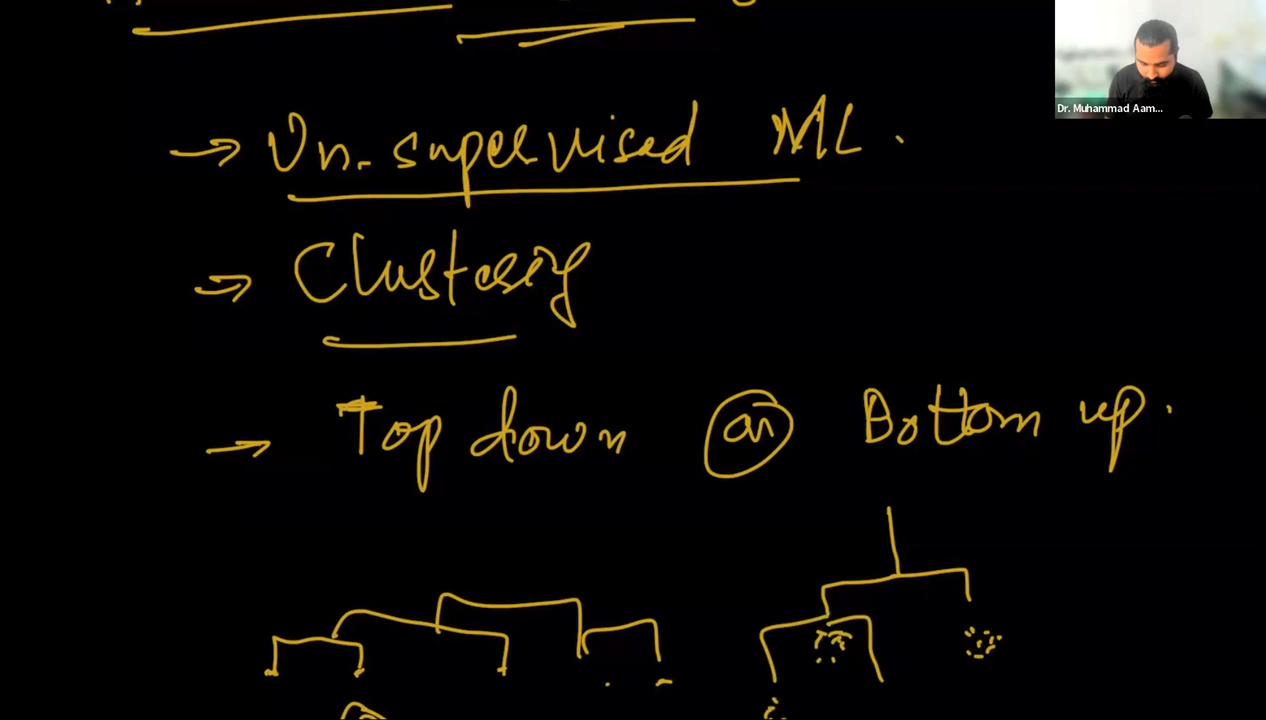 Dr. Muhammad Aam...
→ Un-supervised ML.
→ Clustering
→ Top down or Bottom up.